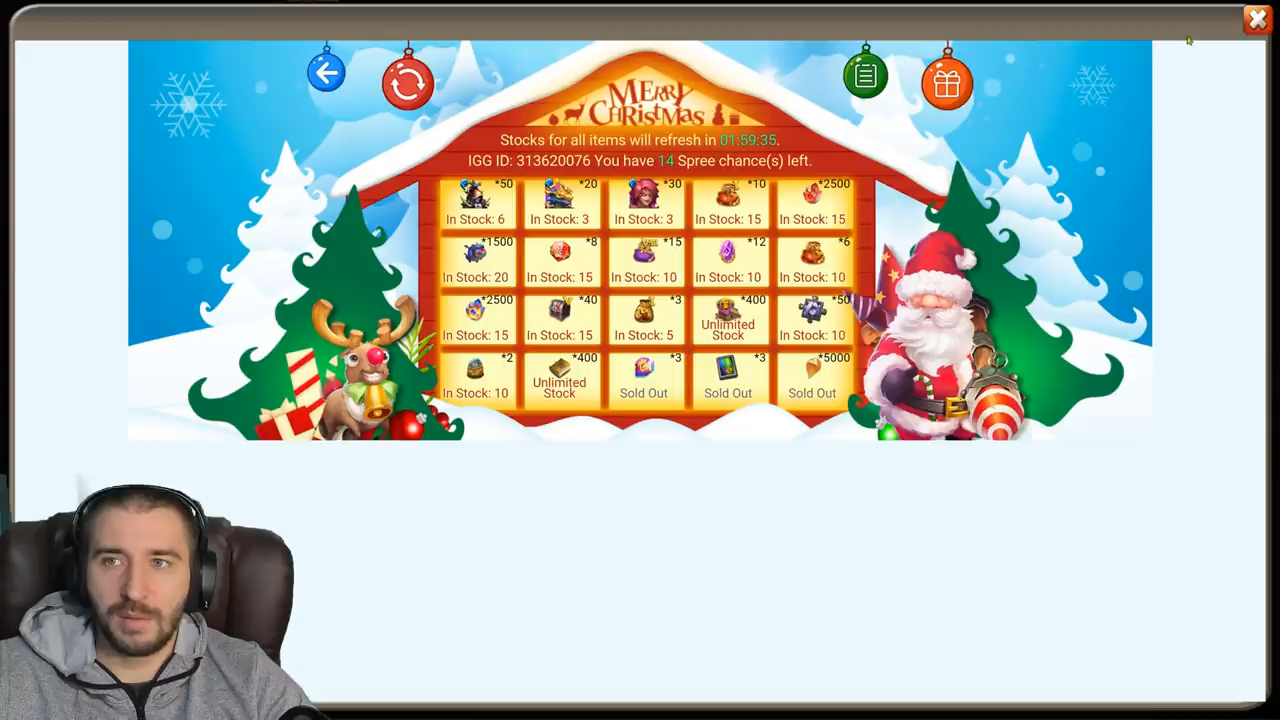 MERRY
CHRISTMAS
Stocks for all items will refresh in 01:59:35.
IGG ID: 313620076 You have 14 Spree chance(s) left.
*50 *20 *30 *10 *2500
In Stock: 6 In Stock: 3 In Stock: 3 In Stock: 15 In Stock: 15
*1500 *8 *15 *12 *6
In Stock: 20 In Stock: 15 In Stock: 10 In Stock: 10 In Stock: 10
*2500 *40 *3 *400 *50
In Stock: 15 In Stock: 15 In Stock: 5 Unlimited Stock In Stock: 10
*2 *400 *3 *3 *5000
In Stock: 10 Unlimited Stock Sold Out Sold Out Sold Out